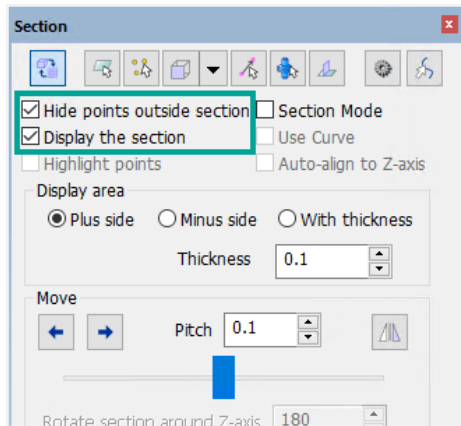 Section
Hide points outside section Section Mode
Display the section Use Curve
Highlight points Auto-align to Z-axis
Display area
Plus side Minus side With thickness
Thickness 0.1
Move
Pitch 0.1
Rotate section around Z-axis 180